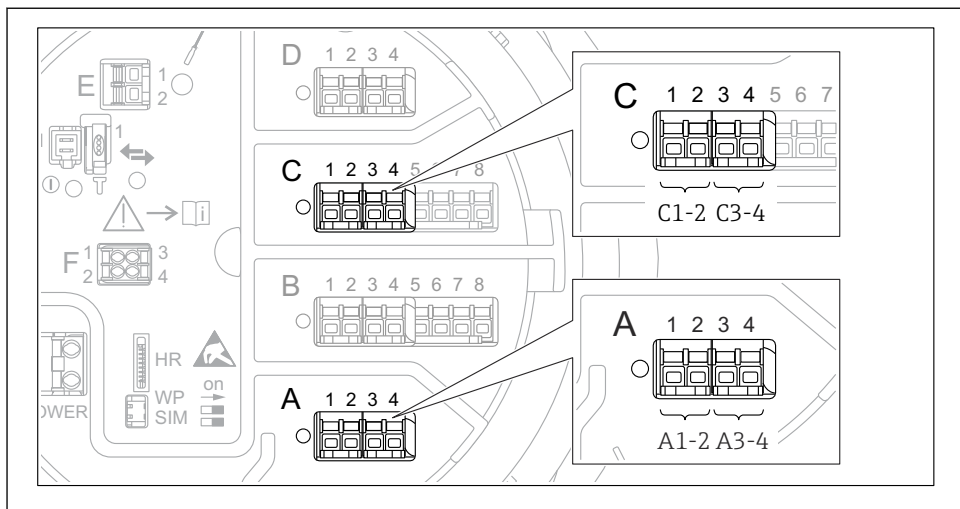 D 1 2 3 4
E 1
2
1
C 1 2 3 4 5 6 7 8
i
F 1 2 3 4
B 1 2 3 4 5 6 7 8
HR
WP on
SIM
OWER
A 1 2 3 4
C 1 2 3 4 5 6 7
C1-2 C3-4
A 1 2 3 4
A1-2 A3-4